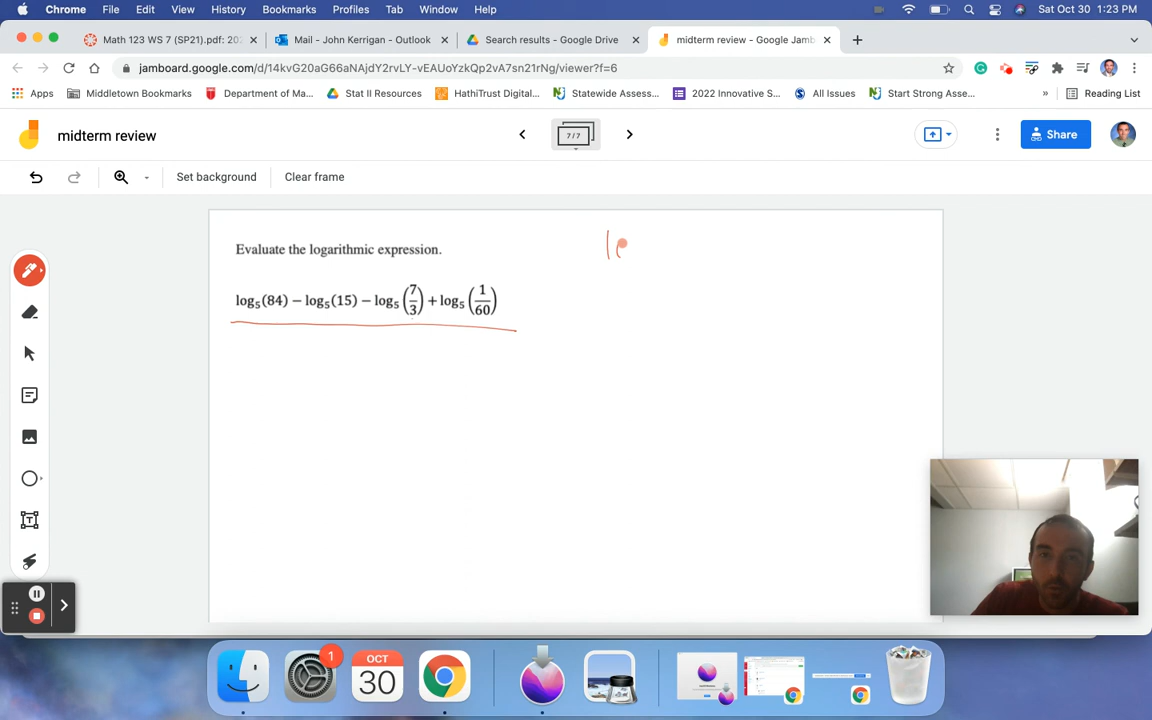 Chrome File Edit View History Bookmarks Profiles Tab Window Help Sat Oct 30 1:23 PM
Math 123 WS 7 (SP21).pdf: 202 Mail - John Kerrigan - Outlook Search results - Google Drive midterm review - Google Jamb
jamboard.google.com/d/14kvG20aG66aNAjdY2rvLY-vEAUoYzkQp2vA7sn21rNg/viewer?f=6
Apps Middletown Bookmarks Department of Ma... Stat II Resources HathiTrust Digital... Statewide Assess... 2022 Innovative S... All Issues Start Strong Asse... » Reading List
midterm review 7/7 Share
Set background Clear frame
Evaluate the logarithmic expression.
log₅(84) − log₅(15) − log₅(7/3) + log₅(1/60)
1
OCT
30